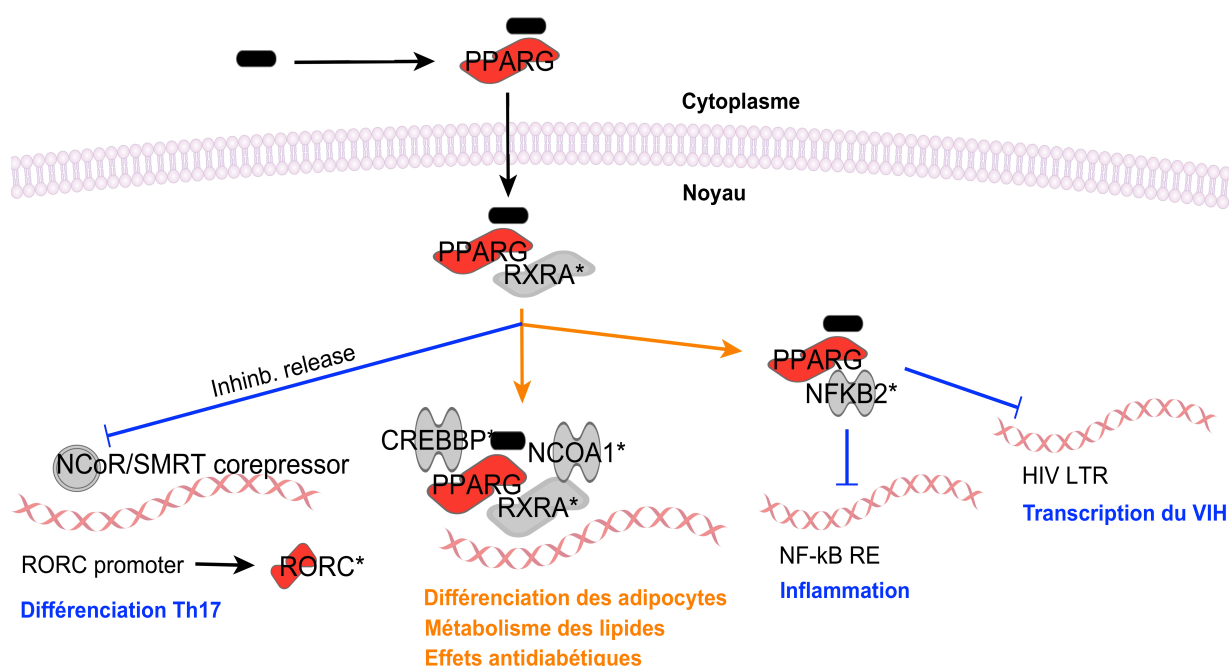 PPARG
Cytoplasme
Noyau
PPARG
RXRA*
Inhinb. release
PPARG
NFKB2*
CREBBP*
NCOA1*
NCoR/SMRT corepressor
PPARG
RXRA*
HIV LTR
Transcription du VIH
NF-kB RE
Inflammation
RORC promoter
RORC*
Différenciation Th17
Différenciation des adipocytes
Métabolisme des lipides
Effets antidiabétiques